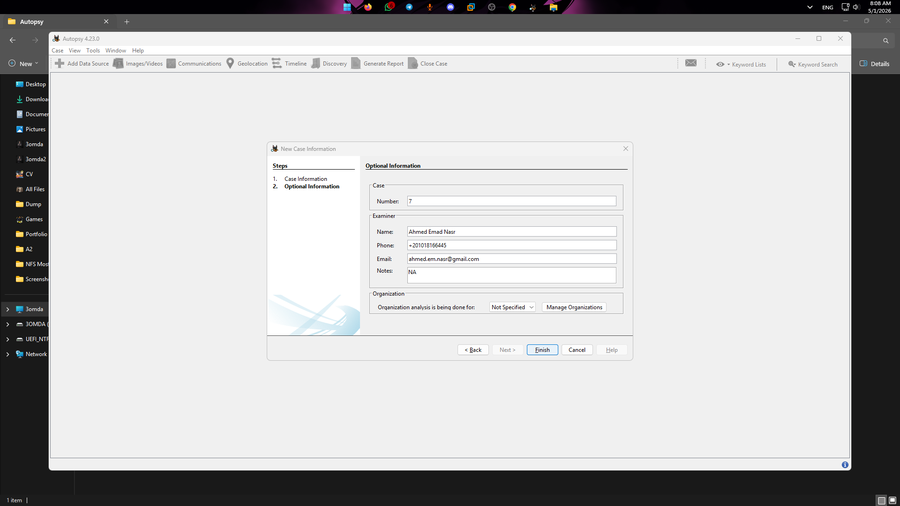 8:08 AM
ENG
5/1/2026
Autopsy
New
Details
Autopsy 4.23.0
Case View Tools Window Help
Add Data Source Images/Videos Communications Geolocation Timeline Discovery Generate Report Close Case Keyword Lists Keyword Search
Desktop
Downloa
Documen
Pictures
3omda
3omda2
CV
All Files
Dump
Games
Portfolio
A2
NFS Most
Screensho
3omda
3OMDA (
UEFI_NTF
Network
New Case Information
Steps
1. Case Information
2. Optional Information
Optional Information
Case
Number: 7
Examiner
Name: Ahmed Emad Nasr
Phone: +201018166445
Email: ahmed.em.nasr@gmail.com
Notes: NA
Organization
Organization analysis is being done for: Not Specified Manage Organizations
< Back Next > Finish Cancel Help
1 item